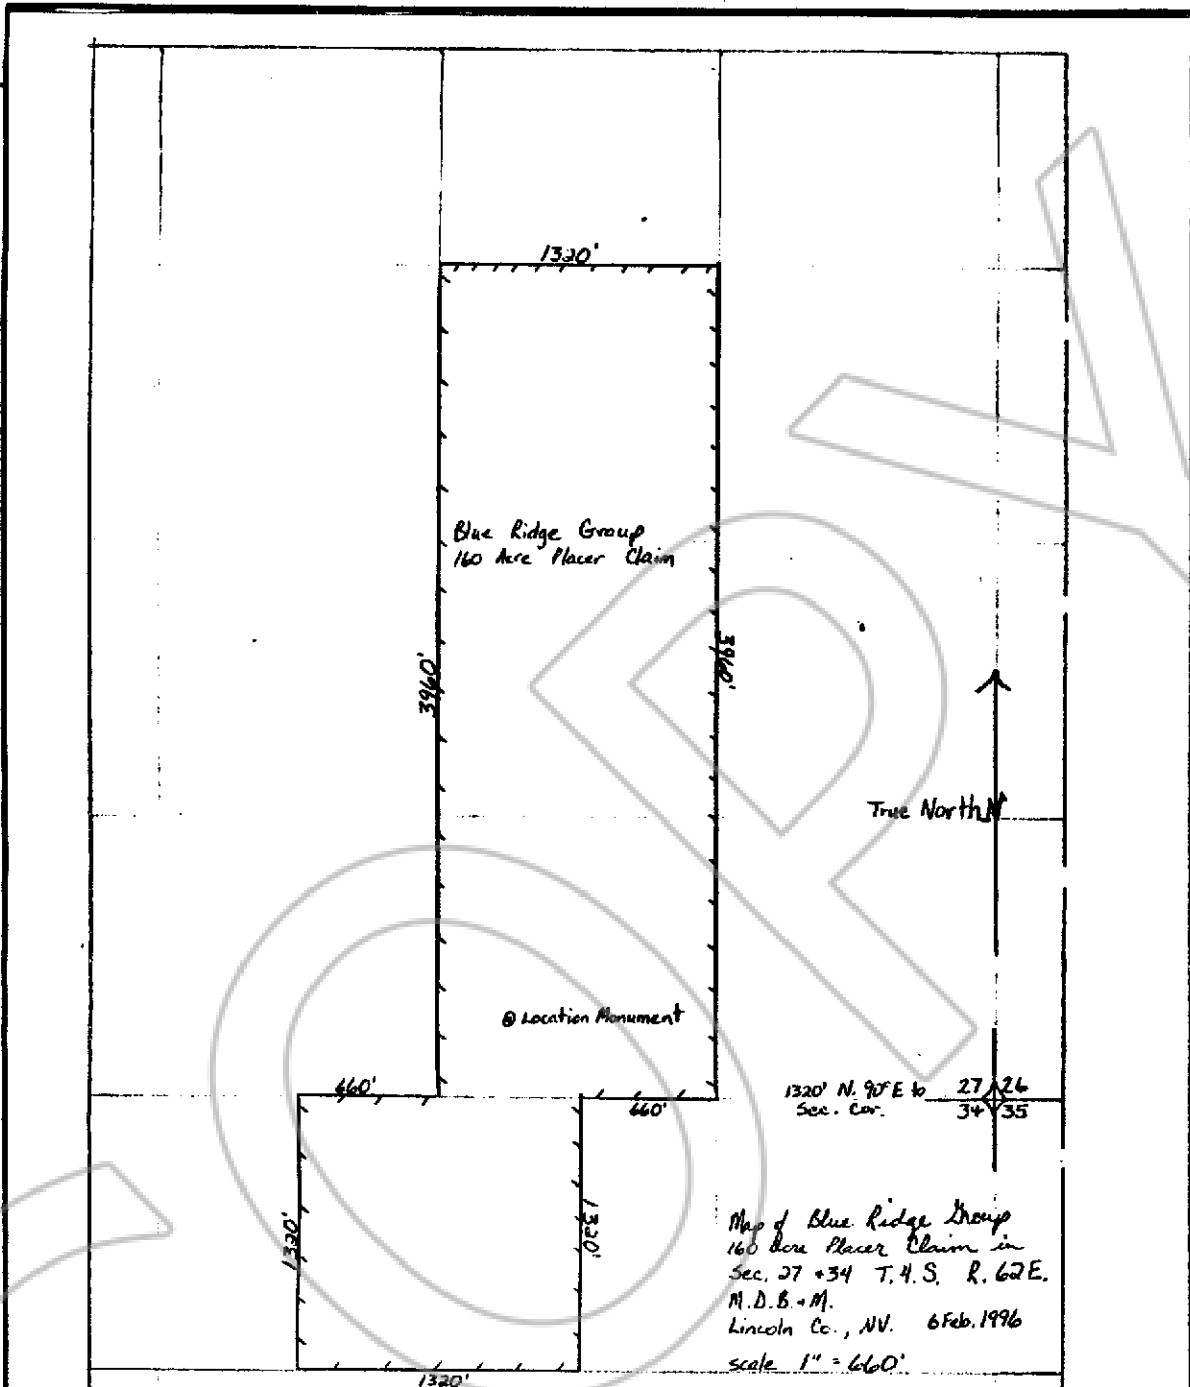 1320'
Blue Ridge Group
160 Acre Placer Claim
3960'
3960'
True North N
@ Location Monument
660'
660'
1320' N. 90° E to
Sec. Cor.
27 26
34 35
1320'
1320'
Map of Blue Ridge Group
160 Acre Placer Claim in
Sec. 27 + 34 T.4.S. R.62E.
M.D.B.+M.
Lincoln Co., NV. 6 Feb. 1996
scale 1" = 660'
1320'
COPY